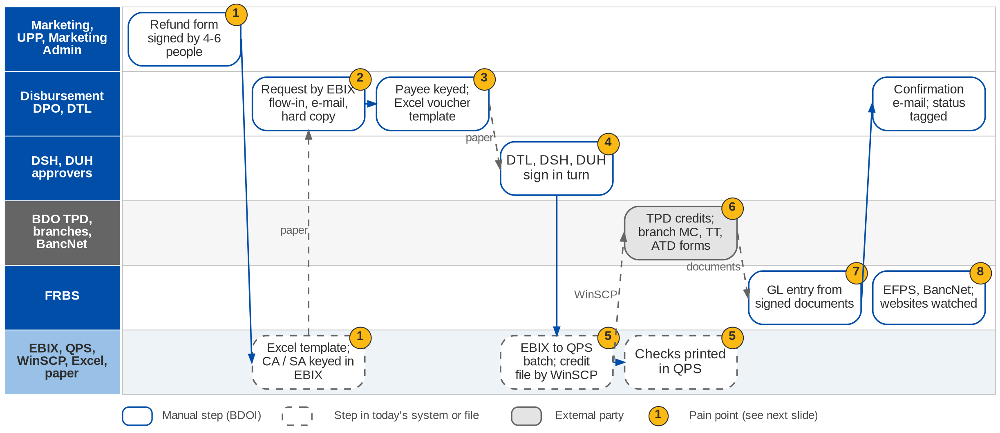 Marketing,
UPP, Marketing
Admin
1
Refund form
signed by 4-6
people
Disbursement
DPO, DTL
2
Request by EBIX
flow-in, e-mail,
hard copy
3
Payee keyed;
Excel voucher
template
Confirmation
e-mail; status
tagged
paper
DSH, DUH
approvers
4
DTL, DSH, DUH
sign in turn
BDO TPD,
branches,
BancNet
paper
6
TPD credits;
branch MC, TT,
ATD forms
documents
FRBS
WinSCP
7
GL entry from
signed documents
8
EFPS, BancNet;
websites watched
EBIX, QPS,
WinSCP, Excel,
paper
1
Excel template;
CA / SA keyed in
EBIX
5
EBIX to QPS
batch; credit
file by WinSCP
5
Checks printed
in QPS
Manual step (BDOI)
Step in today's system or file
External party
1
Pain point (see next slide)